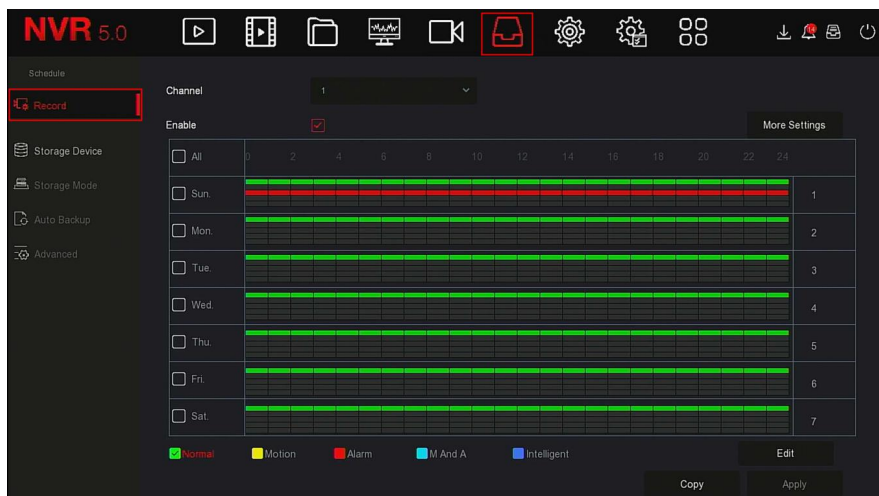 NVR 5.0
Schedule
Record
Storage Device
Storage Mode
Auto Backup
Advanced
Channel 1
Enable More Settings
All 0 2 4 6 8 10 12 14 16 18 20 22 24
Sun. 1
Mon. 2
Tue. 3
Wed. 4
Thu. 5
Fri. 6
Sat. 7
Normal Motion Alarm M And A Intelligent Edit
Copy Apply